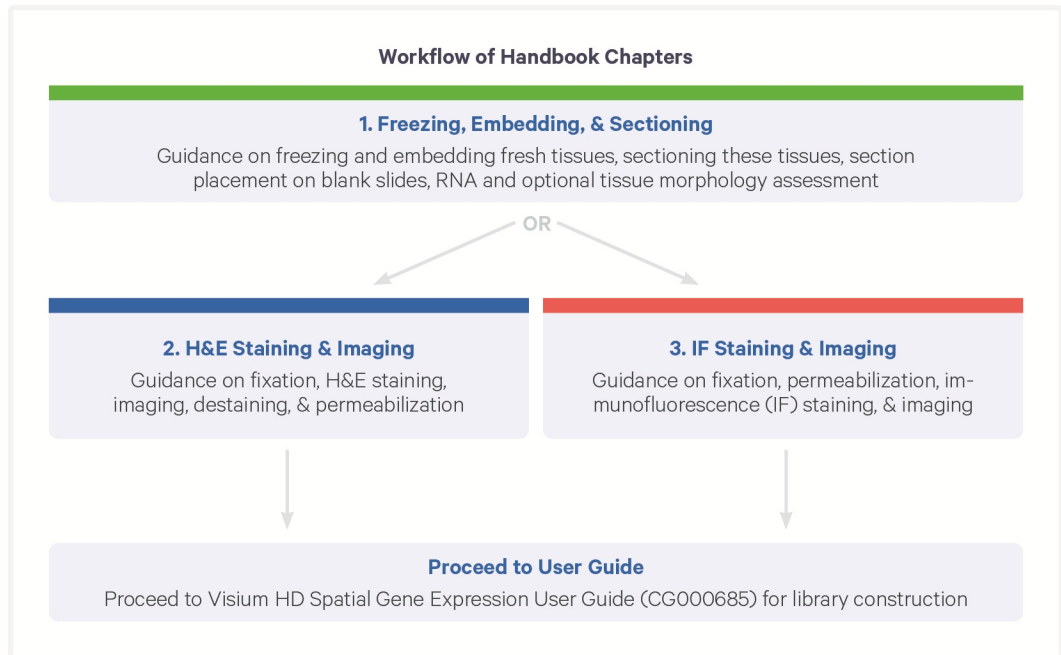 Workflow of Handbook Chapters
1. Freezing, Embedding, & Sectioning
Guidance on freezing and embedding fresh tissues, sectioning these tissues, section
placement on blank slides, RNA and optional tissue morphology assessment
OR
2. H&E Staining & Imaging
Guidance on fixation, H&E staining,
imaging, destaining, & permeabilization
3. IF Staining & Imaging
Guidance on fixation, permeabilization, im-
munofluorescence (IF) staining, & imaging
Proceed to User Guide
Proceed to Visium HD Spatial Gene Expression User Guide (CG000685) for library construction